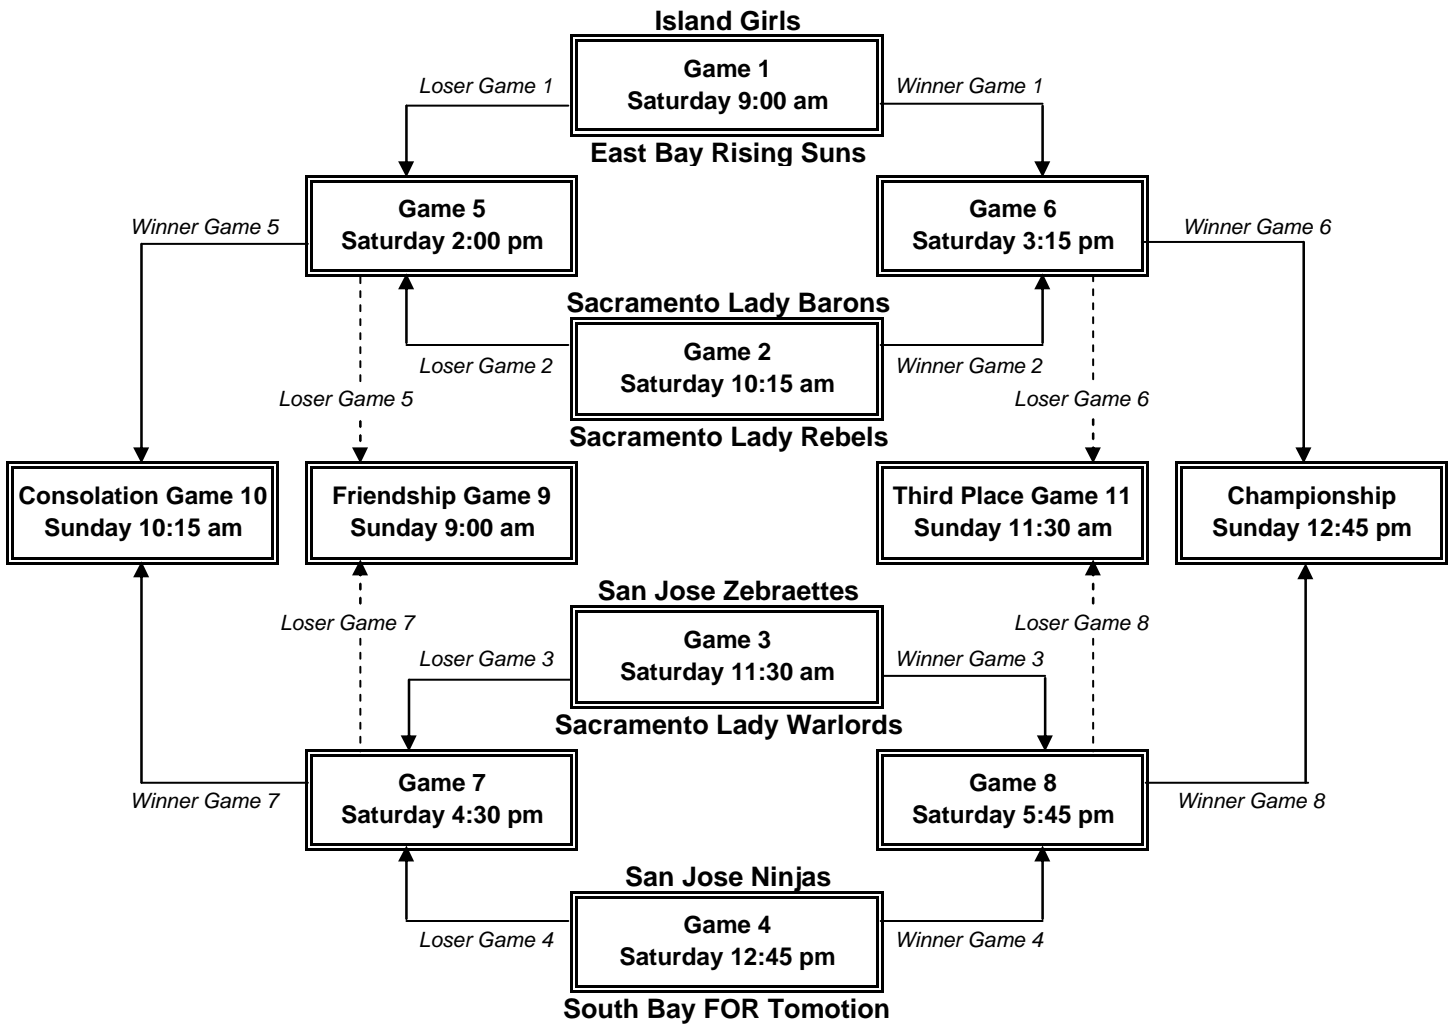 Island Girls
Game 1
Saturday 9:00 am
Loser Game 1
Winner Game 1
East Bay Rising Suns
Game 5
Saturday 2:00 pm
Game 6
Saturday 3:15 pm
Winner Game 5
Winner Game 6
Sacramento Lady Barons
Game 2
Saturday 10:15 am
Loser Game 2
Winner Game 2
Loser Game 5
Loser Game 6
Sacramento Lady Rebels
Consolation Game 10
Sunday 10:15 am
Friendship Game 9
Sunday 9:00 am
Third Place Game 11
Sunday 11:30 am
Championship
Sunday 12:45 pm
San Jose Zebraettes
Loser Game 7
Loser Game 8
Game 3
Saturday 11:30 am
Loser Game 3
Winner Game 3
Sacramento Lady Warlords
Game 7
Saturday 4:30 pm
Game 8
Saturday 5:45 pm
Winner Game 7
Winner Game 8
San Jose Ninjas
Game 4
Saturday 12:45 pm
Loser Game 4
Winner Game 4
South Bay FOR Tomotion